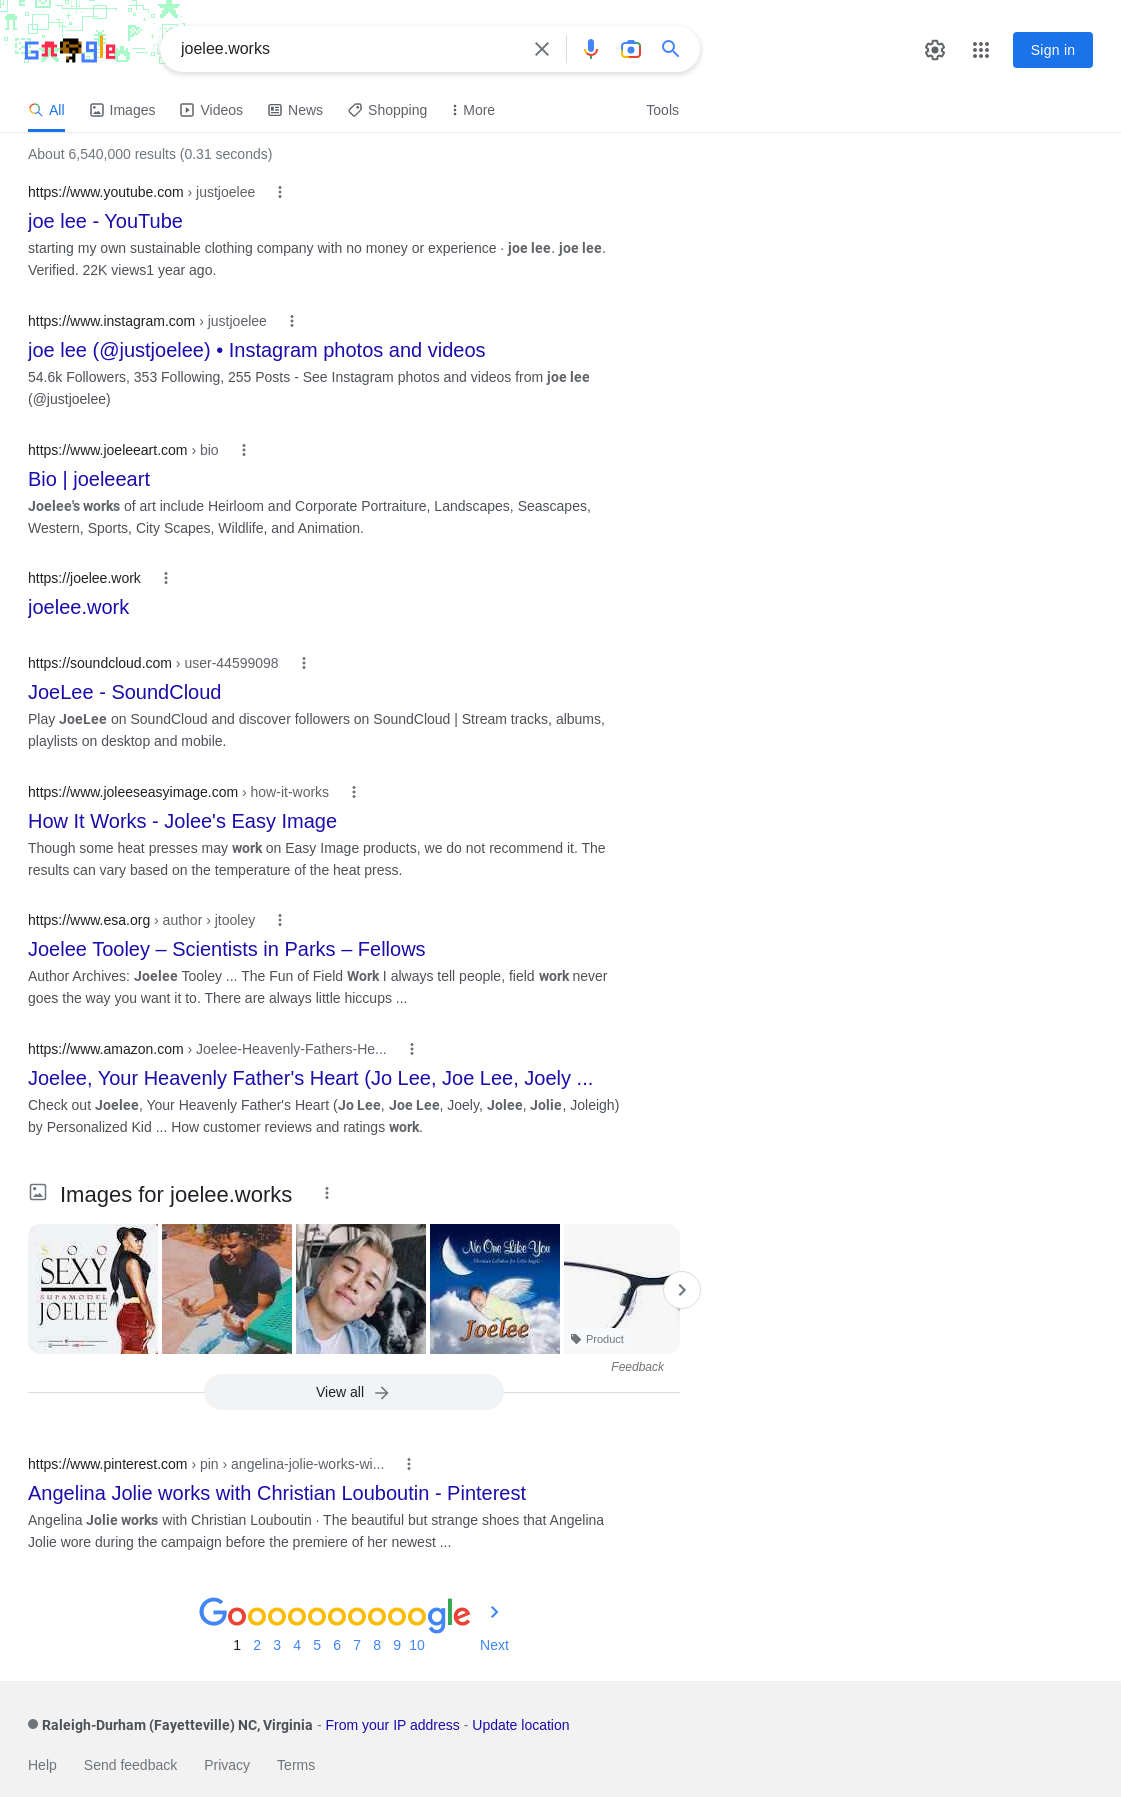 Google
joelee.works
Sign in
All
Images
Videos
News
Shopping
More
Tools
About 6,540,000 results (0.31 seconds)
https://www.youtube.com › justjoelee
joe lee - YouTube
starting my own sustainable clothing company with no money or experience · joe lee. joe lee.
Verified. 22K views1 year ago.
https://www.instagram.com › justjoelee
joe lee (@justjoelee) • Instagram photos and videos
54.6k Followers, 353 Following, 255 Posts - See Instagram photos and videos from joe lee
(@justjoelee)
https://www.joeleeart.com › bio
Bio | joeleeart
Joelee's works of art include Heirloom and Corporate Portraiture, Landscapes, Seascapes,
Western, Sports, City Scapes, Wildlife, and Animation.
https://joelee.work
joelee.work
https://soundcloud.com › user-44599098
JoeLee - SoundCloud
Play JoeLee on SoundCloud and discover followers on SoundCloud | Stream tracks, albums,
playlists on desktop and mobile.
https://www.joleeseasyimage.com › how-it-works
How It Works - Jolee's Easy Image
Though some heat presses may work on Easy Image products, we do not recommend it. The
results can vary based on the temperature of the heat press.
https://www.esa.org › author › jtooley
Joelee Tooley – Scientists in Parks – Fellows
Author Archives: Joelee Tooley ... The Fun of Field Work I always tell people, field work never
goes the way you want it to. There are always little hiccups ...
https://www.amazon.com › Joelee-Heavenly-Fathers-He...
Joelee, Your Heavenly Father's Heart (Jo Lee, Joe Lee, Joely ...
Check out Joelee, Your Heavenly Father's Heart (Jo Lee, Joe Lee, Joely, Jolee, Jolie, Joleigh)
by Personalized Kid ... How customer reviews and ratings work.
Images for joelee.works
SOO
SEXY
SUPAMODEL
JOELEE
No One Like You
Joelee
Product
Feedback
View all
https://www.pinterest.com › pin › angelina-jolie-works-wi...
Angelina Jolie works with Christian Louboutin - Pinterest
Angelina Jolie works with Christian Louboutin · The beautiful but strange shoes that Angelina
Jolie wore during the campaign before the premiere of her newest ...
Goooooooooogle
1 2 3 4 5 6 7 8 9 10 Next
Raleigh-Durham (Fayetteville) NC, Virginia - From your IP address - Update location
Help Send feedback Privacy Terms